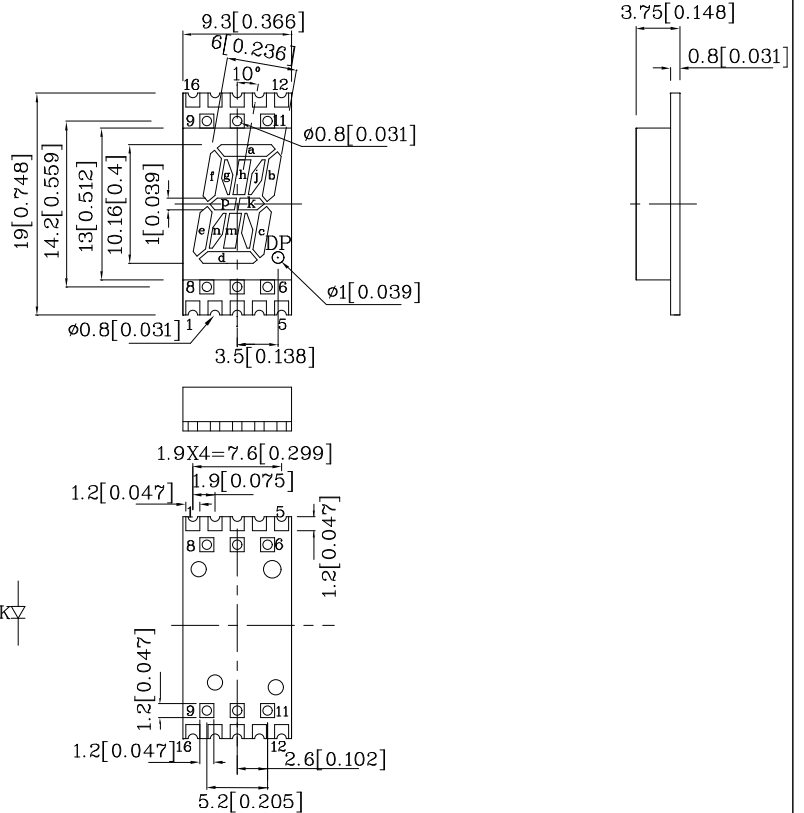 9.3[0.366]
3.75[0.148]
6[0.236]
0.8[0.031]
10°
16 12
9 11
ø0.8[0.031]
a
f g h j b
p k
e n m c
d
DP
19[0.748]
14.2[0.559]
13[0.512]
10.16[0.4]
1[0.039]
8 6
ø1[0.039]
1 5
ø0.8[0.031]
3.5[0.138]
1.9X4=7.6[0.299]
1.9[0.075]
1.2[0.047]
1 5
8 6
1.2[0.047]
K
1.2[0.047]
9 11
16 12
1.2[0.047]
2.6[0.102]
5.2[0.205]